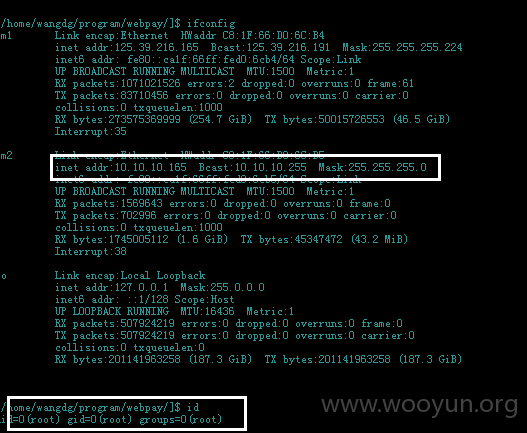 /home/wangdg/program/webpay/]$ ifconfig
m1 Link encap:Ethernet HWaddr C8:1F:66:D0:6C:B4
inet addr:125.39.216.165 Bcast:125.39.216.191 Mask:255.255.255.224
inet6 addr: fe80::ca1f:66ff:fed0:6cb4/64 Scope:Link
UP BROADCAST RUNNING MULTICAST MTU:1500 Metric:1
RX packets:1071021526 errors:2 dropped:0 overruns:0 frame:61
TX packets:83710456 errors:0 dropped:0 overruns:0 carrier:0
collisions:0 txqueuelen:1000
RX bytes:273575369999 (254.7 GiB) TX bytes:50015726553 (46.5 GiB)
Interrupt:35
m2 Link encap:Ethernet HWaddr
inet addr:10.10.10.165 Bcast:10.10.10.255 Mask:255.255.255.0
UP BROADCAST RUNNING MULTICAST MTU:1500 Metric:1
RX packets:1569643 errors:0 dropped:0 overruns:0 frame:0
TX packets:702996 errors:0 dropped:0 overruns:0 carrier:0
collisions:0 txqueuelen:1000
RX bytes:1745005112 (1.6 GiB) TX bytes:45347472 (43.2 MiB)
Interrupt:38
o Link encap:Local Loopback
inet addr:127.0.0.1 Mask:255.0.0.0
inet6 addr: ::1/128 Scope:Host
UP LOOPBACK RUNNING MTU:16436 Metric:1
RX packets:507924219 errors:0 dropped:0 overruns:0 frame:0
TX packets:507924219 errors:0 dropped:0 overruns:0 carrier:0
collisions:0 txqueuelen:0
RX bytes:201141963258 (187.3 GiB) TX bytes:201141963258 (187.3 GiB)
/home/wangdg/program/webpay/]$ id
id=0(root) gid=0(root) groups=0(root)
www.wooyun.org